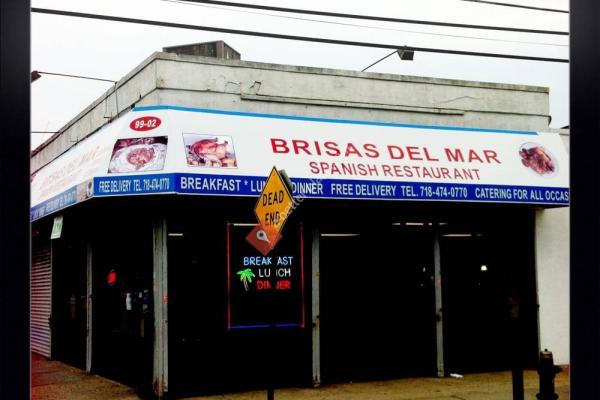 99-02
BRISAS DEL MAR
SPANISH RESTAURANT
FREE DELIVERY TEL. 718-474-0770
BREAKFAST * LUN DINNER FREE DELIVERY TEL. 718-474-0770 CATERING FOR ALL OCCAS
DEAD
END
BREAKFAST
LUNCH
DINNER